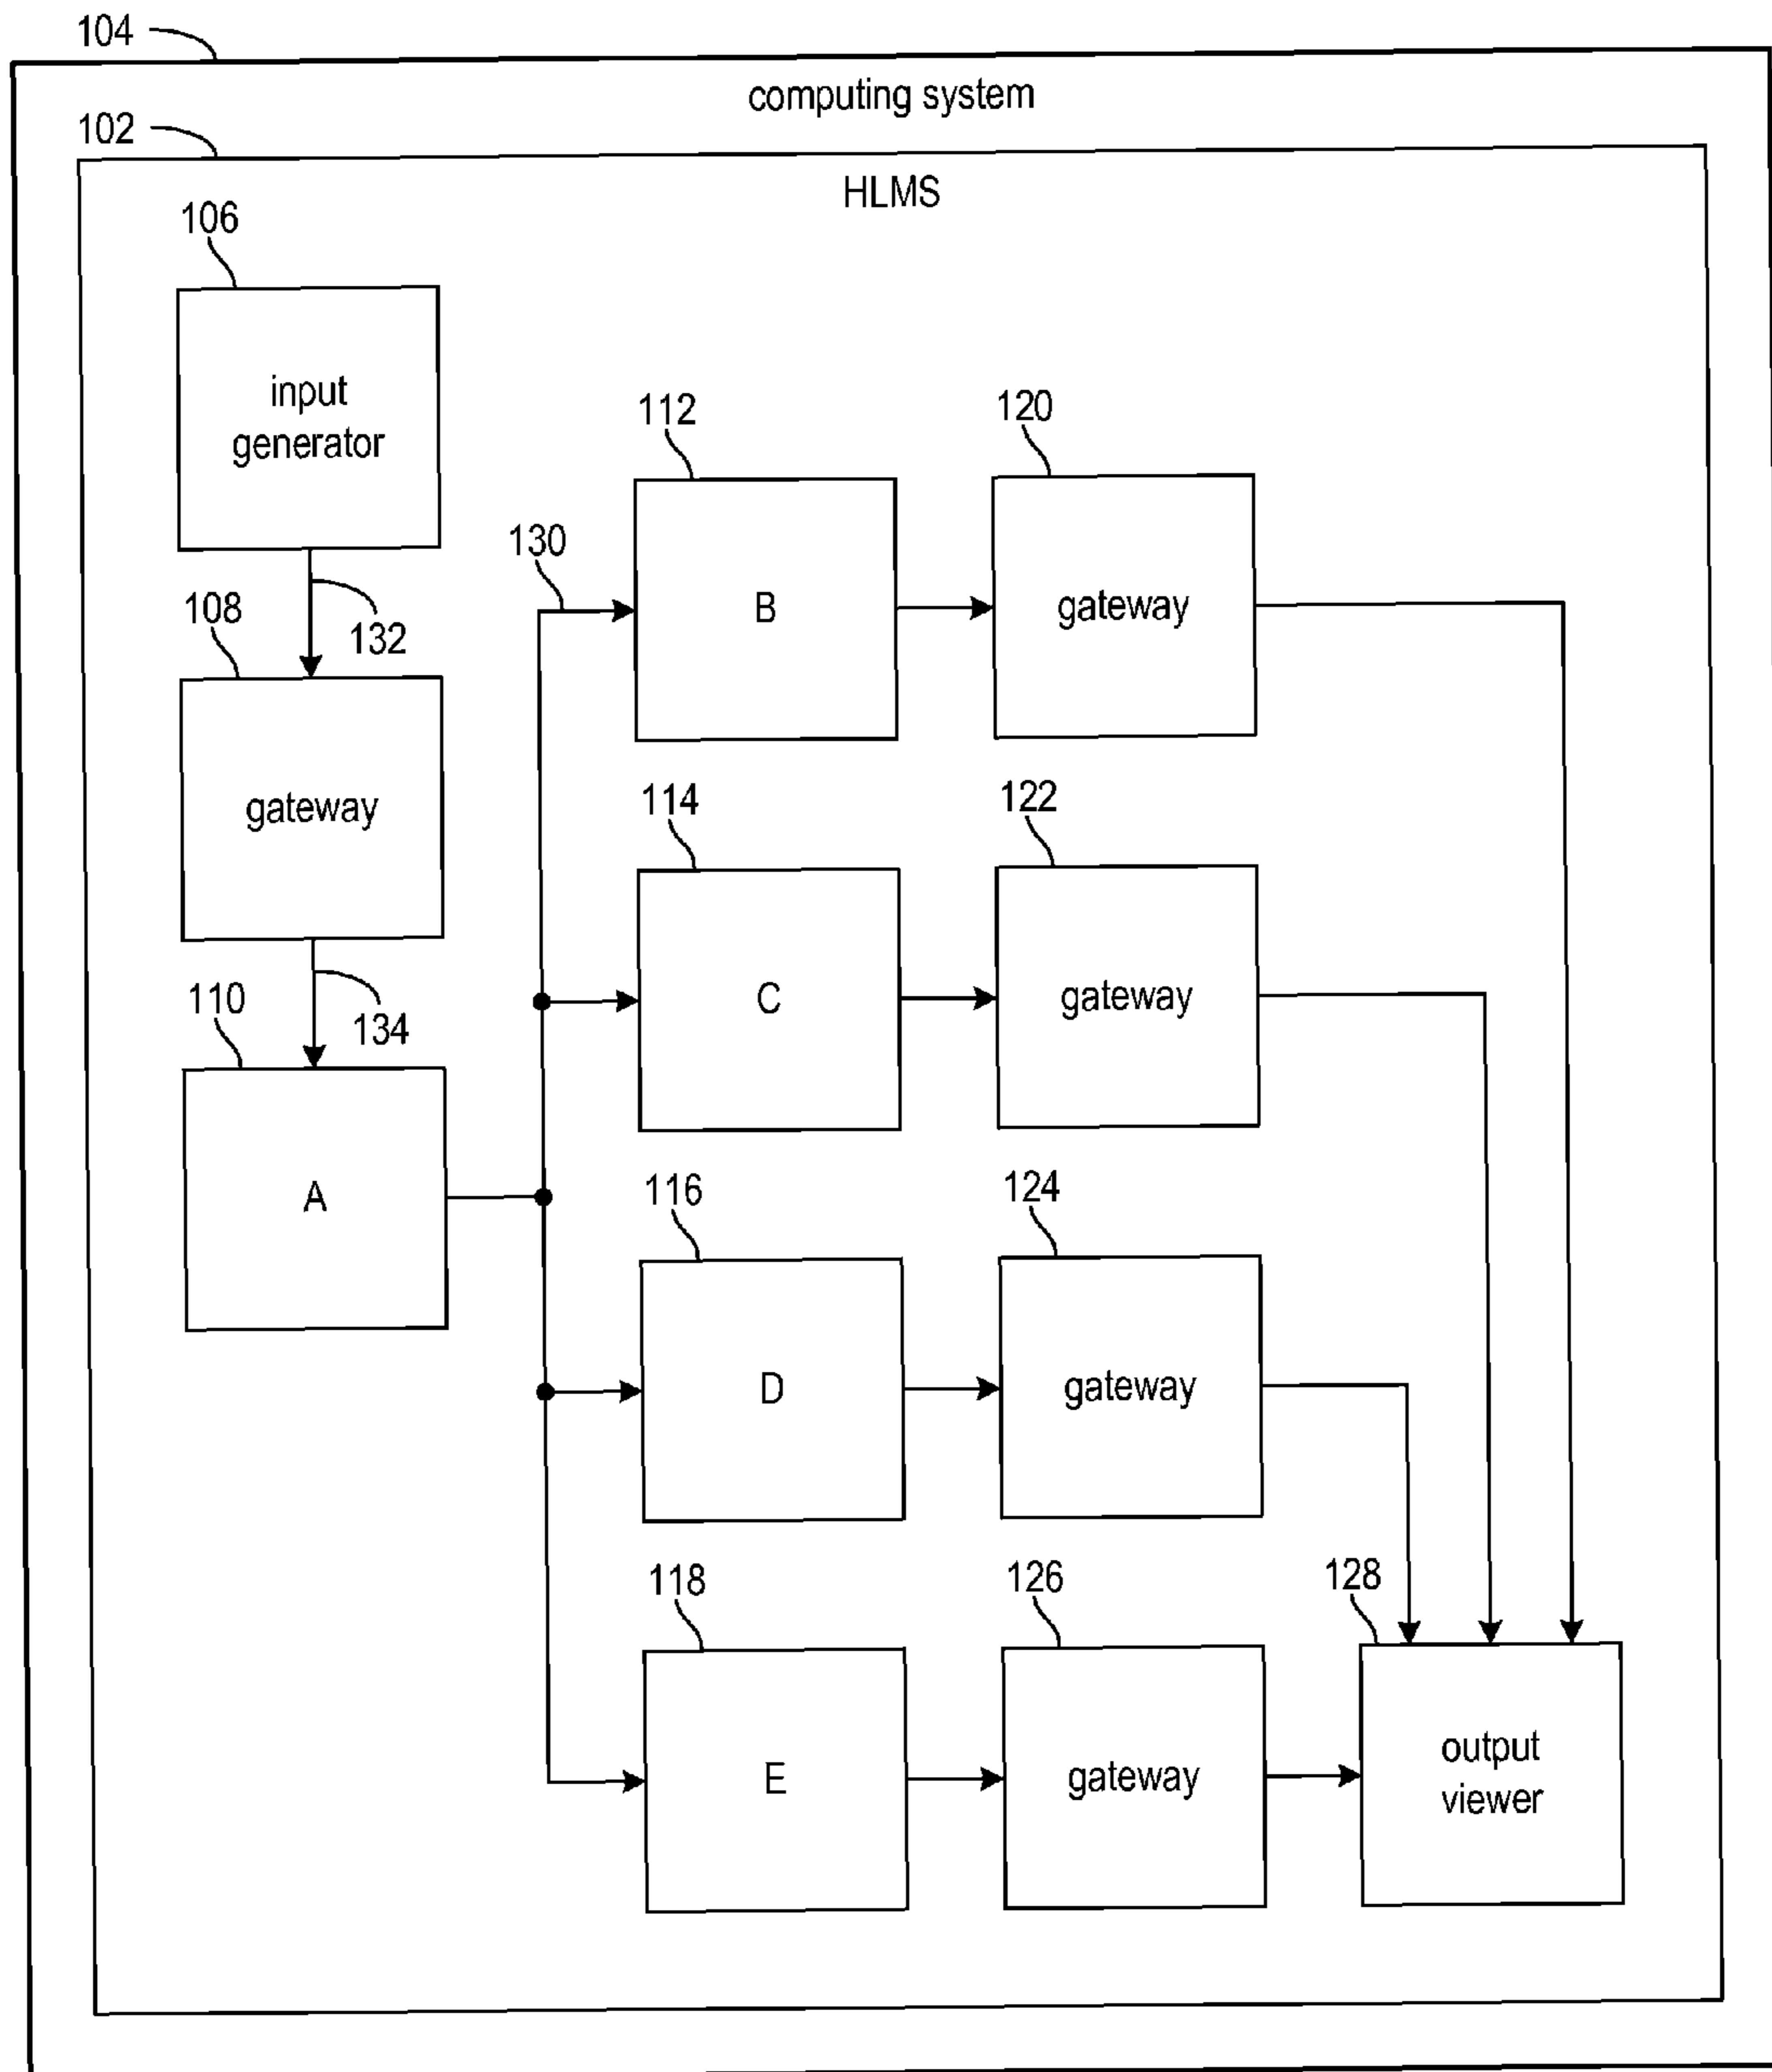 104
computing system
102
HLMS
106
input
generator
132
108
gateway
134
110
A
130
112
B
120
gateway
114
C
122
gateway
116
D
124
gateway
118
E
126
gateway
128
output
viewer